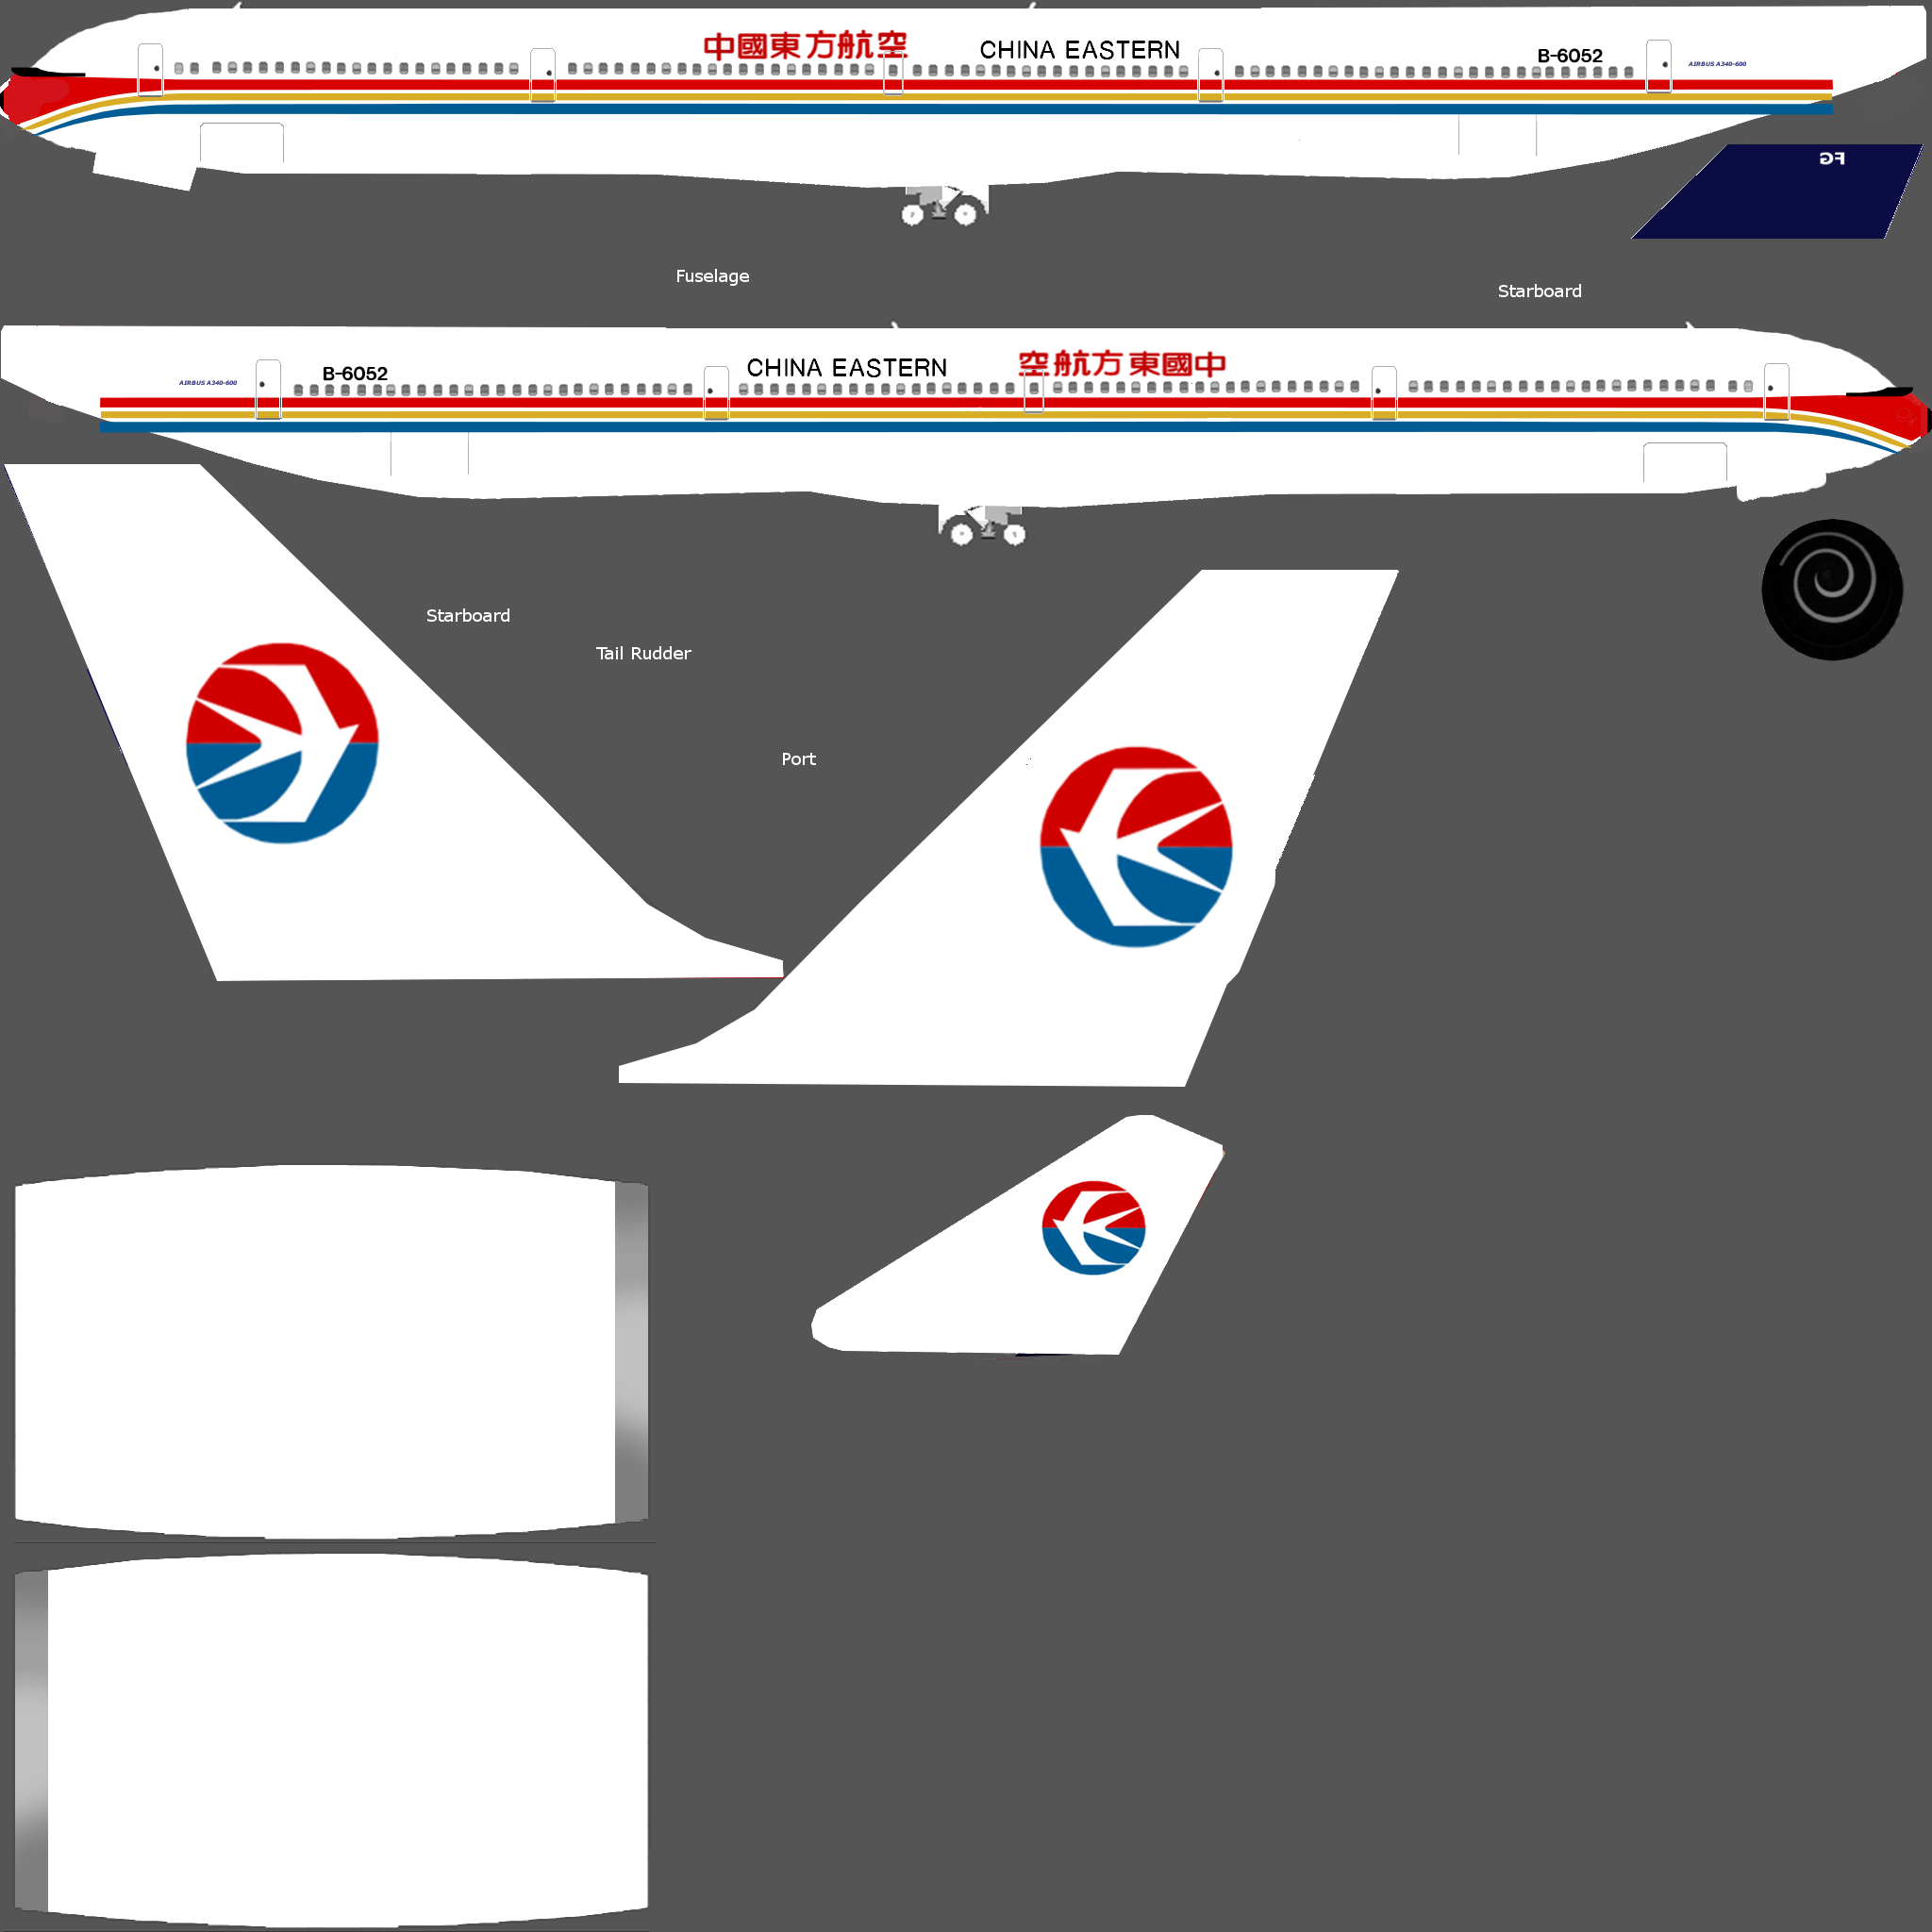 中國東方航空 CHINA EASTERN B-6052 AIRBUS A340-600
FG
Fuselage
Starboard
AIRBUS A340-600 B-6052 CHINA EASTERN 空航方東國中
Starboard
Tail Rudder
Port